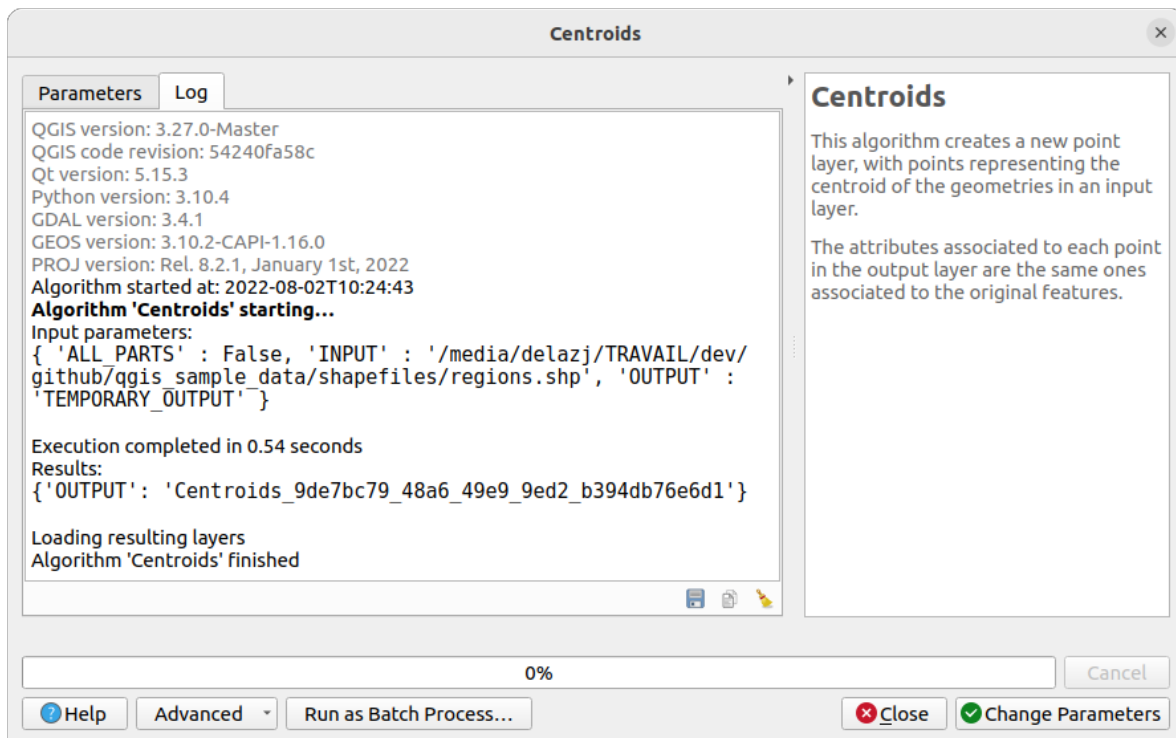 Centroids
Parameters
Log
QGIS version: 3.27.0-Master
QGIS code revision: 54240fa58c
Qt version: 5.15.3
Python version: 3.10.4
GDAL version: 3.4.1
GEOS version: 3.10.2-CAPI-1.16.0
PROJ version: Rel. 8.2.1, January 1st, 2022
Algorithm started at: 2022-08-02T10:24:43
Algorithm 'Centroids' starting…
Input parameters:
{ 'ALL_PARTS' : False, 'INPUT' : '/media/delazj/TRAVAIL/dev/
github/qgis_sample_data/shapefiles/regions.shp', 'OUTPUT' :
'TEMPORARY_OUTPUT' }
Execution completed in 0.54 seconds
Results:
{'OUTPUT': 'Centroids_9de7bc79_48a6_49e9_9ed2_b394db76e6d1'}
Loading resulting layers
Algorithm 'Centroids' finished
Centroids
This algorithm creates a new point
layer, with points representing the
centroid of the geometries in an input
layer.
The attributes associated to each point
in the output layer are the same ones
associated to the original features.
0%
Cancel
Help
Advanced
Run as Batch Process…
Close
Change Parameters